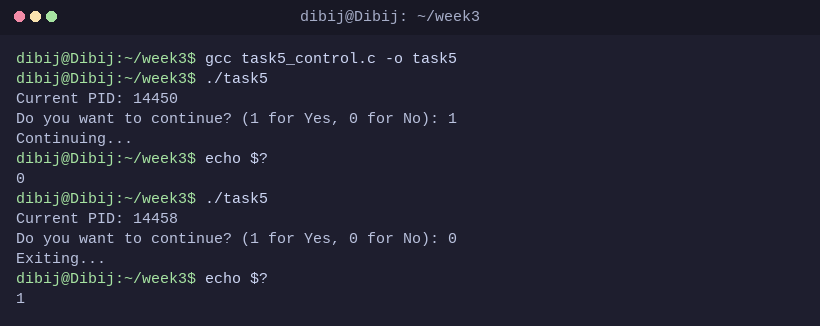 dibij@Dibij: ~/week3
dibij@Dibij:~/week3$ gcc task5_control.c -o task5
dibij@Dibij:~/week3$ ./task5
Current PID: 14450
Do you want to continue? (1 for Yes, 0 for No): 1
Continuing...
dibij@Dibij:~/week3$ echo $?
0
dibij@Dibij:~/week3$ ./task5
Current PID: 14458
Do you want to continue? (1 for Yes, 0 for No): 0
Exiting...
dibij@Dibij:~/week3$ echo $?
1